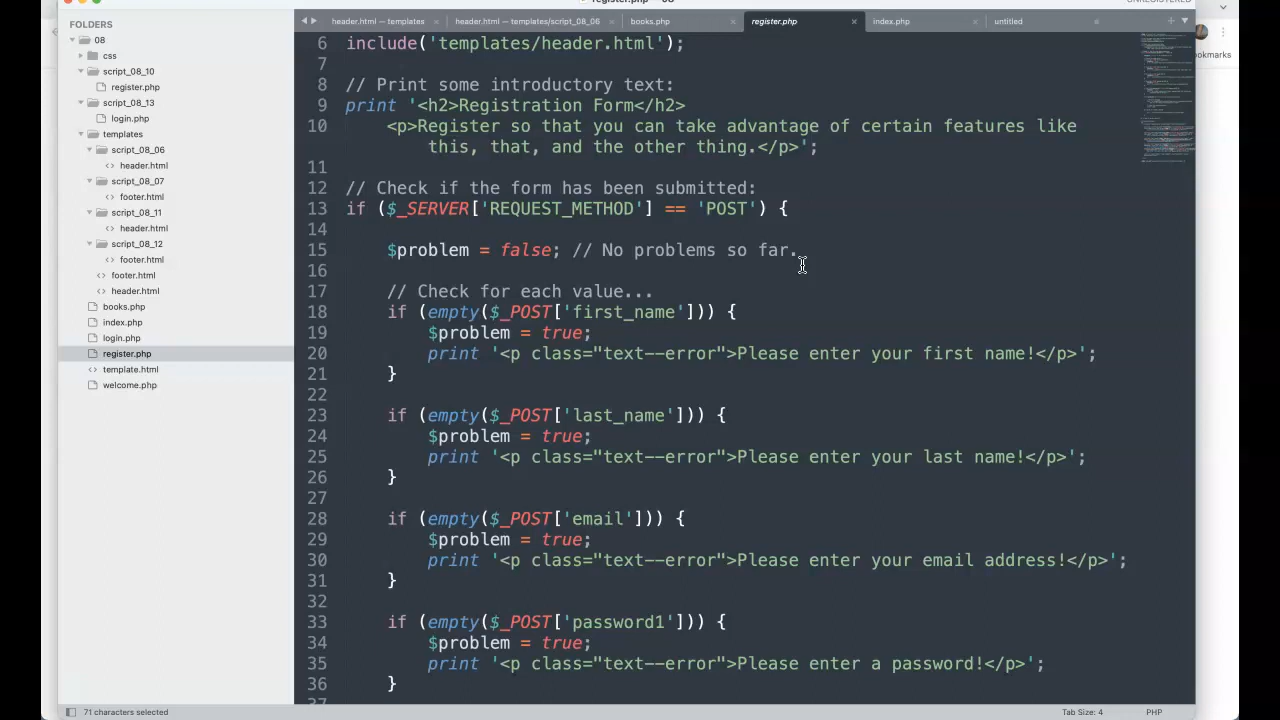 FOLDERS
08
css
script_08_10
register.php
script_08_13
login.php
templates
script_08_06
header.html
script_08_07
footer.html
script_08_11
header.html
script_08_12
footer.html
footer.html
header.html
books.php
index.php
login.php
register.php
template.html
welcome.php
header.html — templates
header.html — templates/script_08_06
books.php
register.php
index.php
untitled
6 include('templates/header.html');
7
8 // Print some introductory text:
9 print '<h2>Registration Form</h2>
10 <p>Register so that you can take advantage of certain features like
this, that, and the other thing.</p>';
11
12 // Check if the form has been submitted:
13 if ($_SERVER['REQUEST_METHOD'] == 'POST') {
14
15 $problem = false; // No problems so far.
16
17 // Check for each value...
18 if (empty($_POST['first_name'])) {
19 $problem = true;
20 print '<p class="text--error">Please enter your first name!</p>';
21 }
22
23 if (empty($_POST['last_name'])) {
24 $problem = true;
25 print '<p class="text--error">Please enter your last name!</p>';
26 }
27
28 if (empty($_POST['email'])) {
29 $problem = true;
30 print '<p class="text--error">Please enter your email address!</p>';
31 }
32
33 if (empty($_POST['password1'])) {
34 $problem = true;
35 print '<p class="text--error">Please enter a password!</p>';
36 }
71 characters selected
Tab Size: 4
PHP